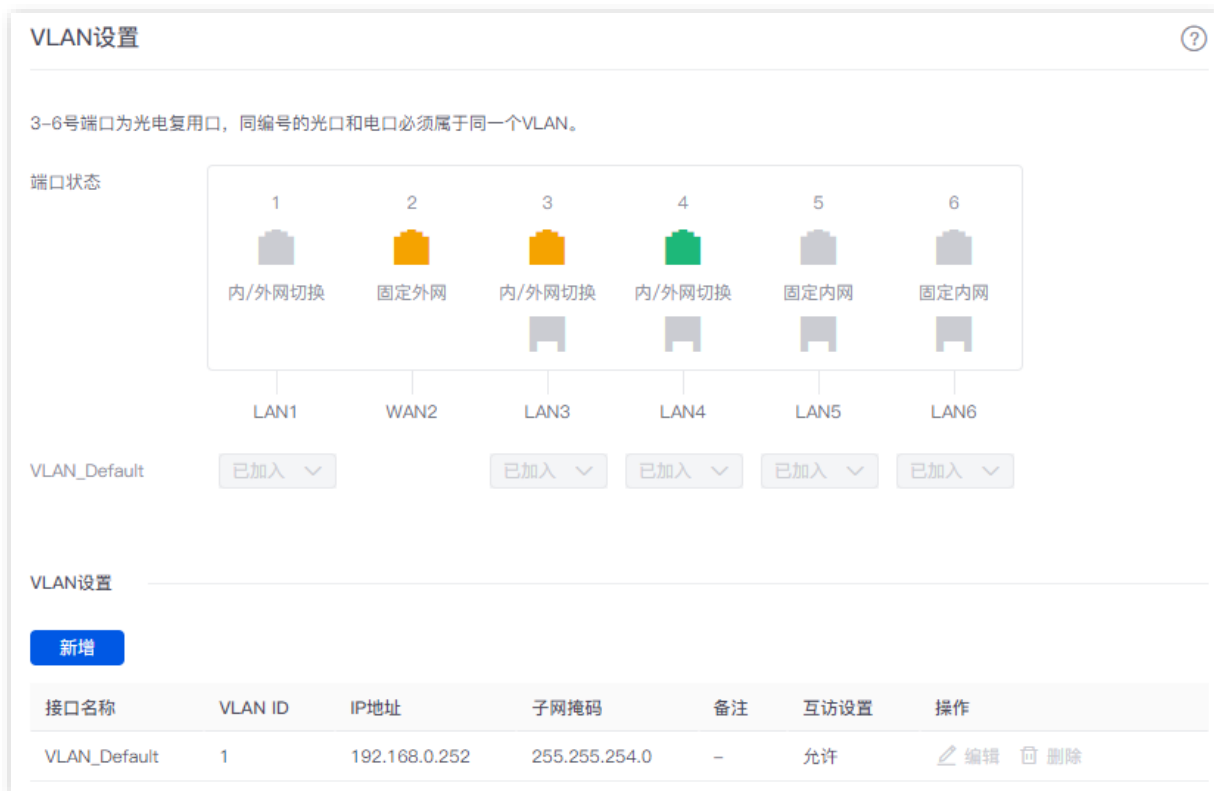 VLAN设置
?
3-6号端口为光电复用口，同编号的光口和电口必须属于同一个VLAN。
端口状态
1 2 3 4 5 6
内/外网切换 固定外网 内/外网切换 内/外网切换 固定内网 固定内网
LAN1 WAN2 LAN3 LAN4 LAN5 LAN6
VLAN_Default 已加入 已加入 已加入 已加入 已加入
VLAN设置
新增
接口名称 VLAN ID IP地址 子网掩码 备注 互访设置 操作
VLAN_Default 1 192.168.0.252 255.255.254.0 - 允许 编辑 删除